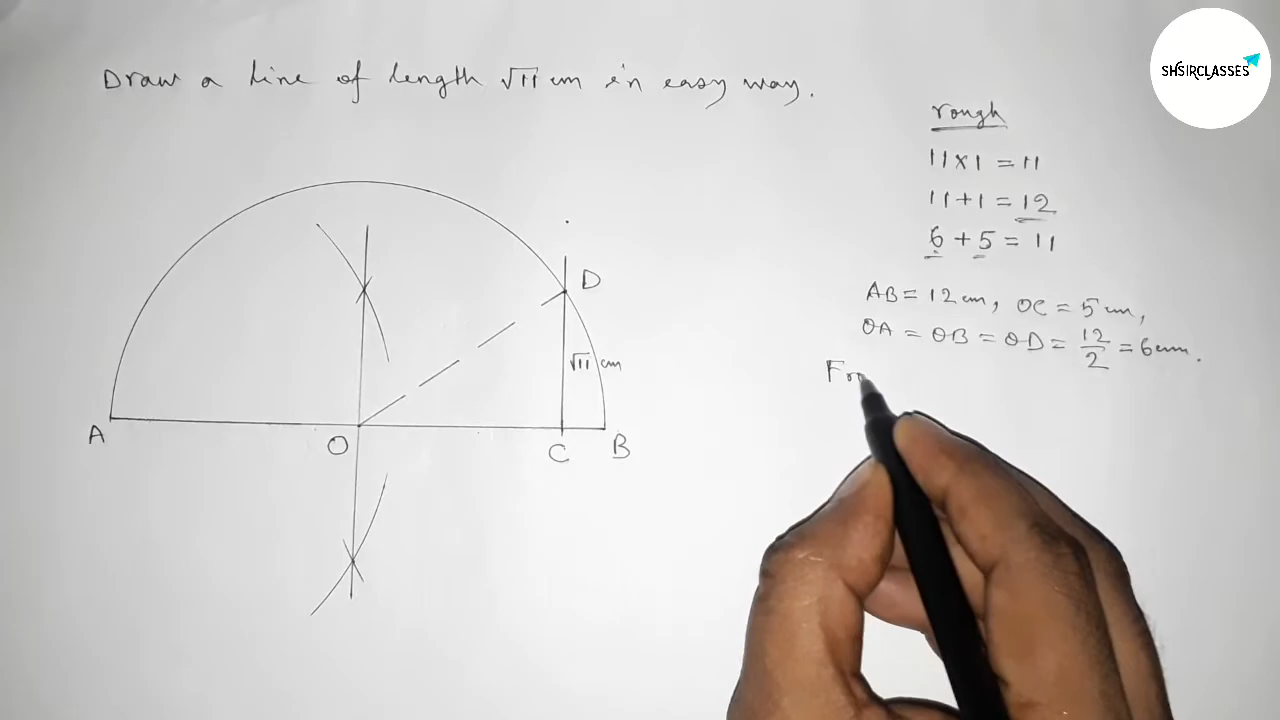 Draw a line of length √11 cm in easy way.
SHSIRCLASSES
rough
11×1 = 11
11+1 = 12
6 + 5 = 11
AB = 12 cm, OC = 5 cm,
OA = OB = OD = 12/2 = 6 cm.
Fro
D
√11 cm
A
O
C
B